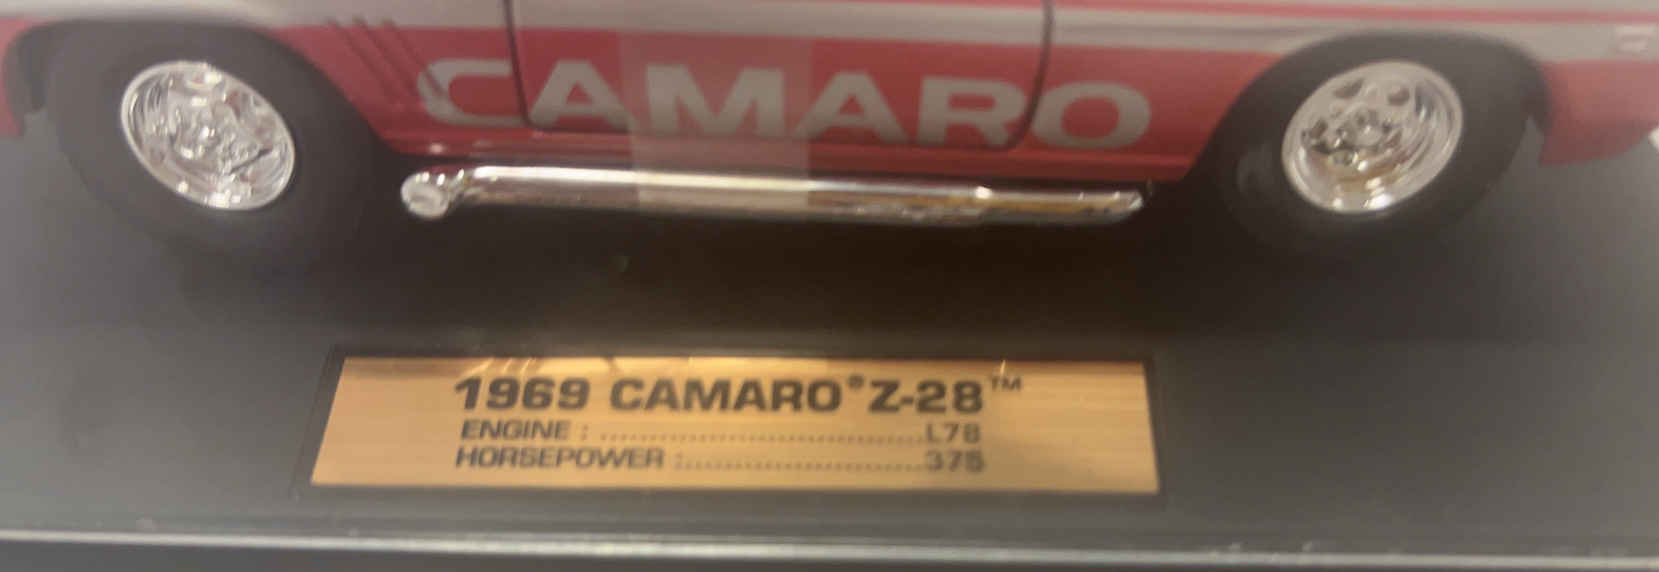 CAMARO
1969 CAMARO® Z-28™
ENGINE : ................................ L78
HORSEPOWER : ........................ 375